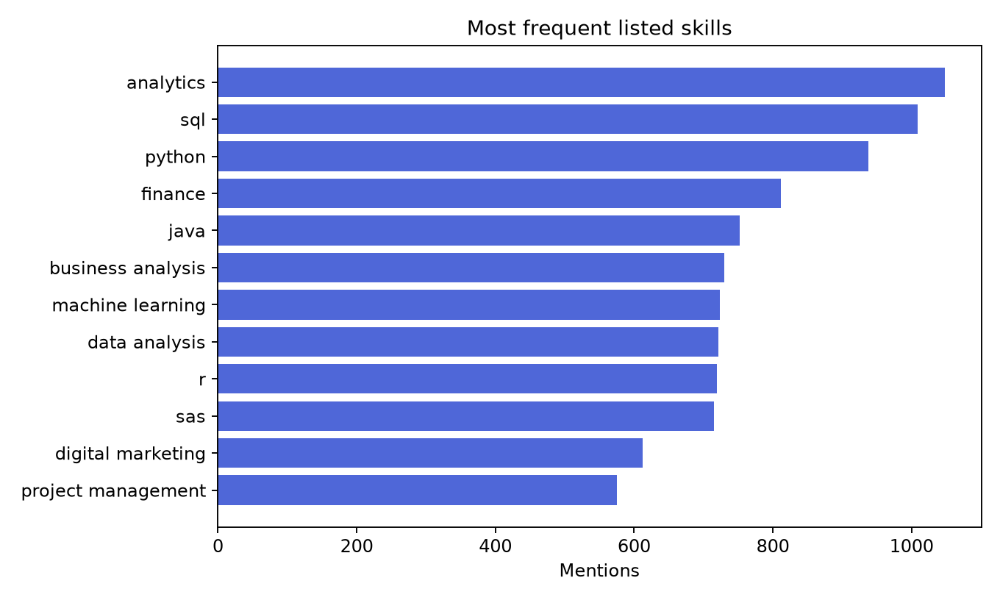 Most frequent listed skills
analytics
sql
python
finance
java
business analysis
machine learning
data analysis
r
sas
digital marketing
project management
0 200 400 600 800 1000
Mentions